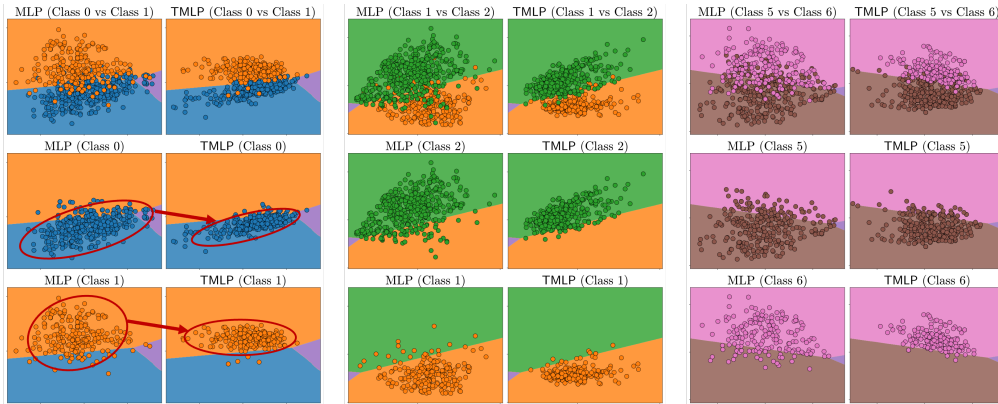 MLP (Class 0 vs Class 1) TMLP (Class 0 vs Class 1) MLP (Class 1 vs Class 2) TMLP (Class 1 vs Class 2) MLP (Class 5 vs Class 6) TMLP (Class 5 vs Class 6)
MLP (Class 0) TMLP (Class 0) MLP (Class 2) TMLP (Class 2) MLP (Class 5) TMLP (Class 5)
MLP (Class 1) TMLP (Class 1) MLP (Class 1) TMLP (Class 1) MLP (Class 6) TMLP (Class 6)